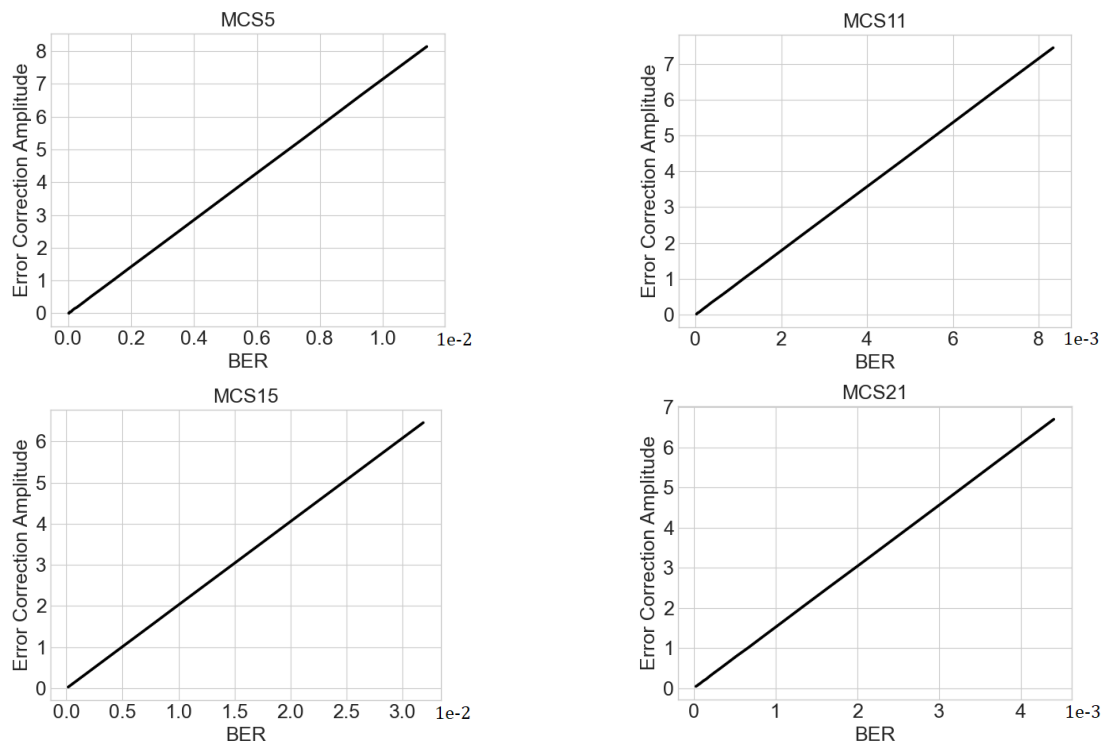 MCS5
Error Correction Amplitude
8
7
6
5
4
3
2
1
0
0.0 0.2 0.4 0.6 0.8 1.0 1e-2
BER
MCS11
Error Correction Amplitude
7
6
5
4
3
2
1
0
0 2 4 6 8 1e-3
BER
MCS15
Error Correction Amplitude
6
5
4
3
2
1
0
0.0 0.5 1.0 1.5 2.0 2.5 3.0 1e-2
BER
MCS21
Error Correction Amplitude
7
6
5
4
3
2
1
0
0 1 2 3 4 1e-3
BER